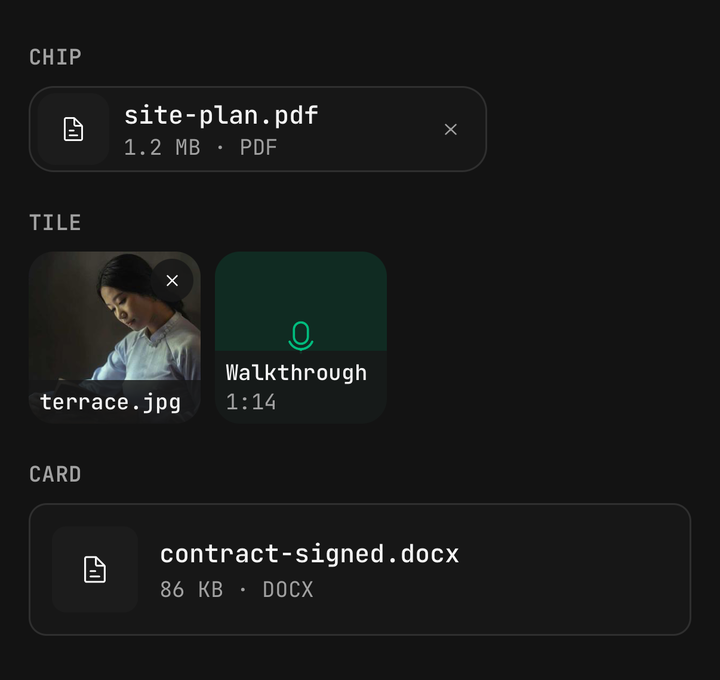 CHIP
site-plan.pdf
1.2 MB · PDF
TILE
terrace.jpg
Walkthrough
1:14
CARD
contract-signed.docx
86 KB · DOCX